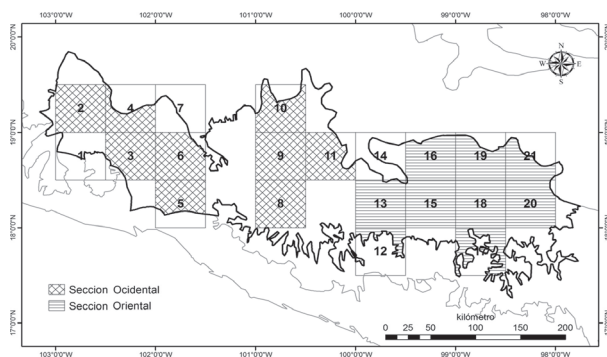 103°0'0"W 102°0'0"W 101°0'0"W 100°0'0"W 99°0'0"W 98°0'0"W
20°0'0"N
N
W E
S
2 4 7 10
19°0'0"N
1 3 6 9 11 14 16 19 21
5 8 13 15 18 20
18°0'0"N
12 17
Seccion Ocidental
Seccion Oriental
kilómetro
0 25 50 100 150 200
17°0'0"N
103°0'0"W 102°0'0"W 101°0'0"W 100°0'0"W 99°0'0"W 98°0'0"W